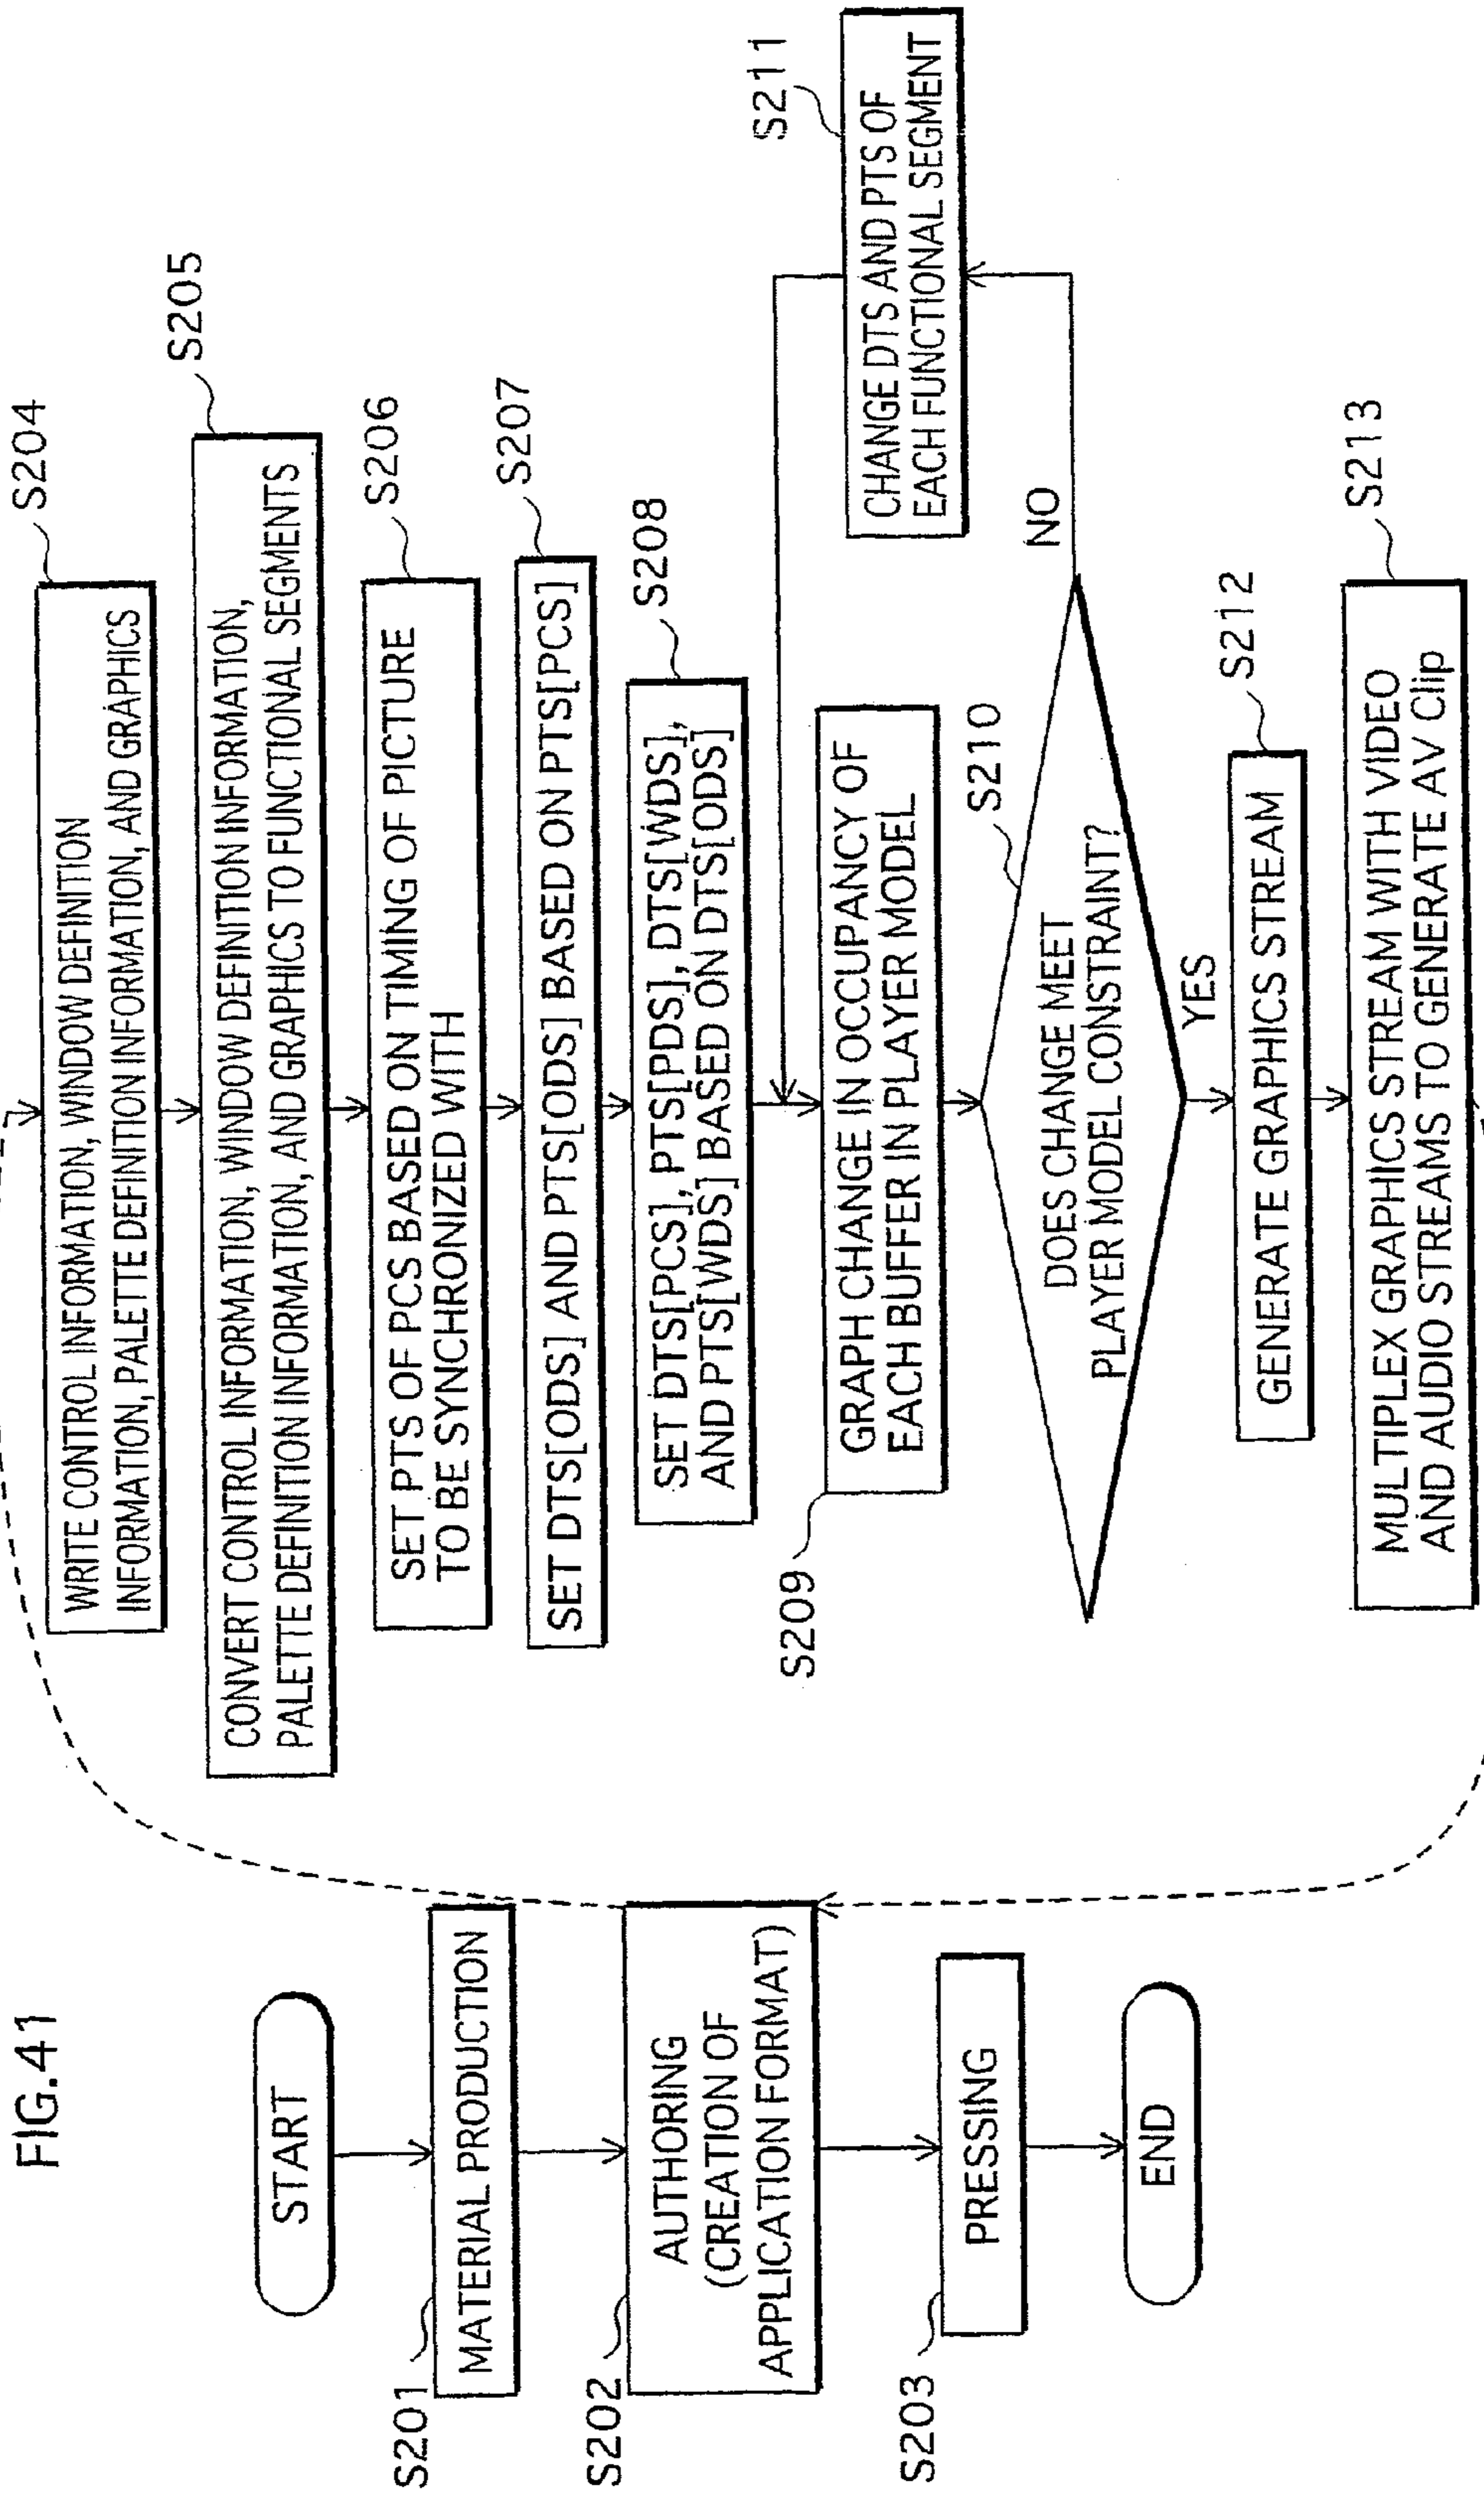 FIG.41
START
S201
MATERIAL PRODUCTION
S202
AUTHORING
(CREATION OF
APPLICATION FORMAT)
S203
PRESSING
END
S204
WRITE CONTROL INFORMATION, WINDOW DEFINITION
INFORMATION, PALETTE DEFINITION INFORMATION, AND GRAPHICS
S205
CONVERT CONTROL INFORMATION, WINDOW DEFINITION INFORMATION,
PALETTE DEFINITION INFORMATION, AND GRAPHICS TO FUNCTIONAL SEGMENTS
S206
SET PTS OF PCS BASED ON TIMING OF PICTURE
TO BE SYNCHRONIZED WITH
S207
SET DTS[ODS] AND PTS[ODS] BASED ON PTS[PCS]
S208
SET DTS[PCS], PTS[PDS], DTS[WDS],
AND PTS[WDS] BASED ON DTS[ODS]
S209
GRAPH CHANGE IN OCCUPANCY OF
EACH BUFFER IN PLAYER MODEL
S210
DOES CHANGE MEET
PLAYER MODEL CONSTRAINT?
NO
S211
CHANGE DTS AND PTS OF
EACH FUNCTIONAL SEGMENT
YES
S212
GENERATE GRAPHICS STREAM
S213
MULTIPLEX GRAPHICS STREAM WITH VIDEO
AND AUDIO STREAMS TO GENERATE AV Clip